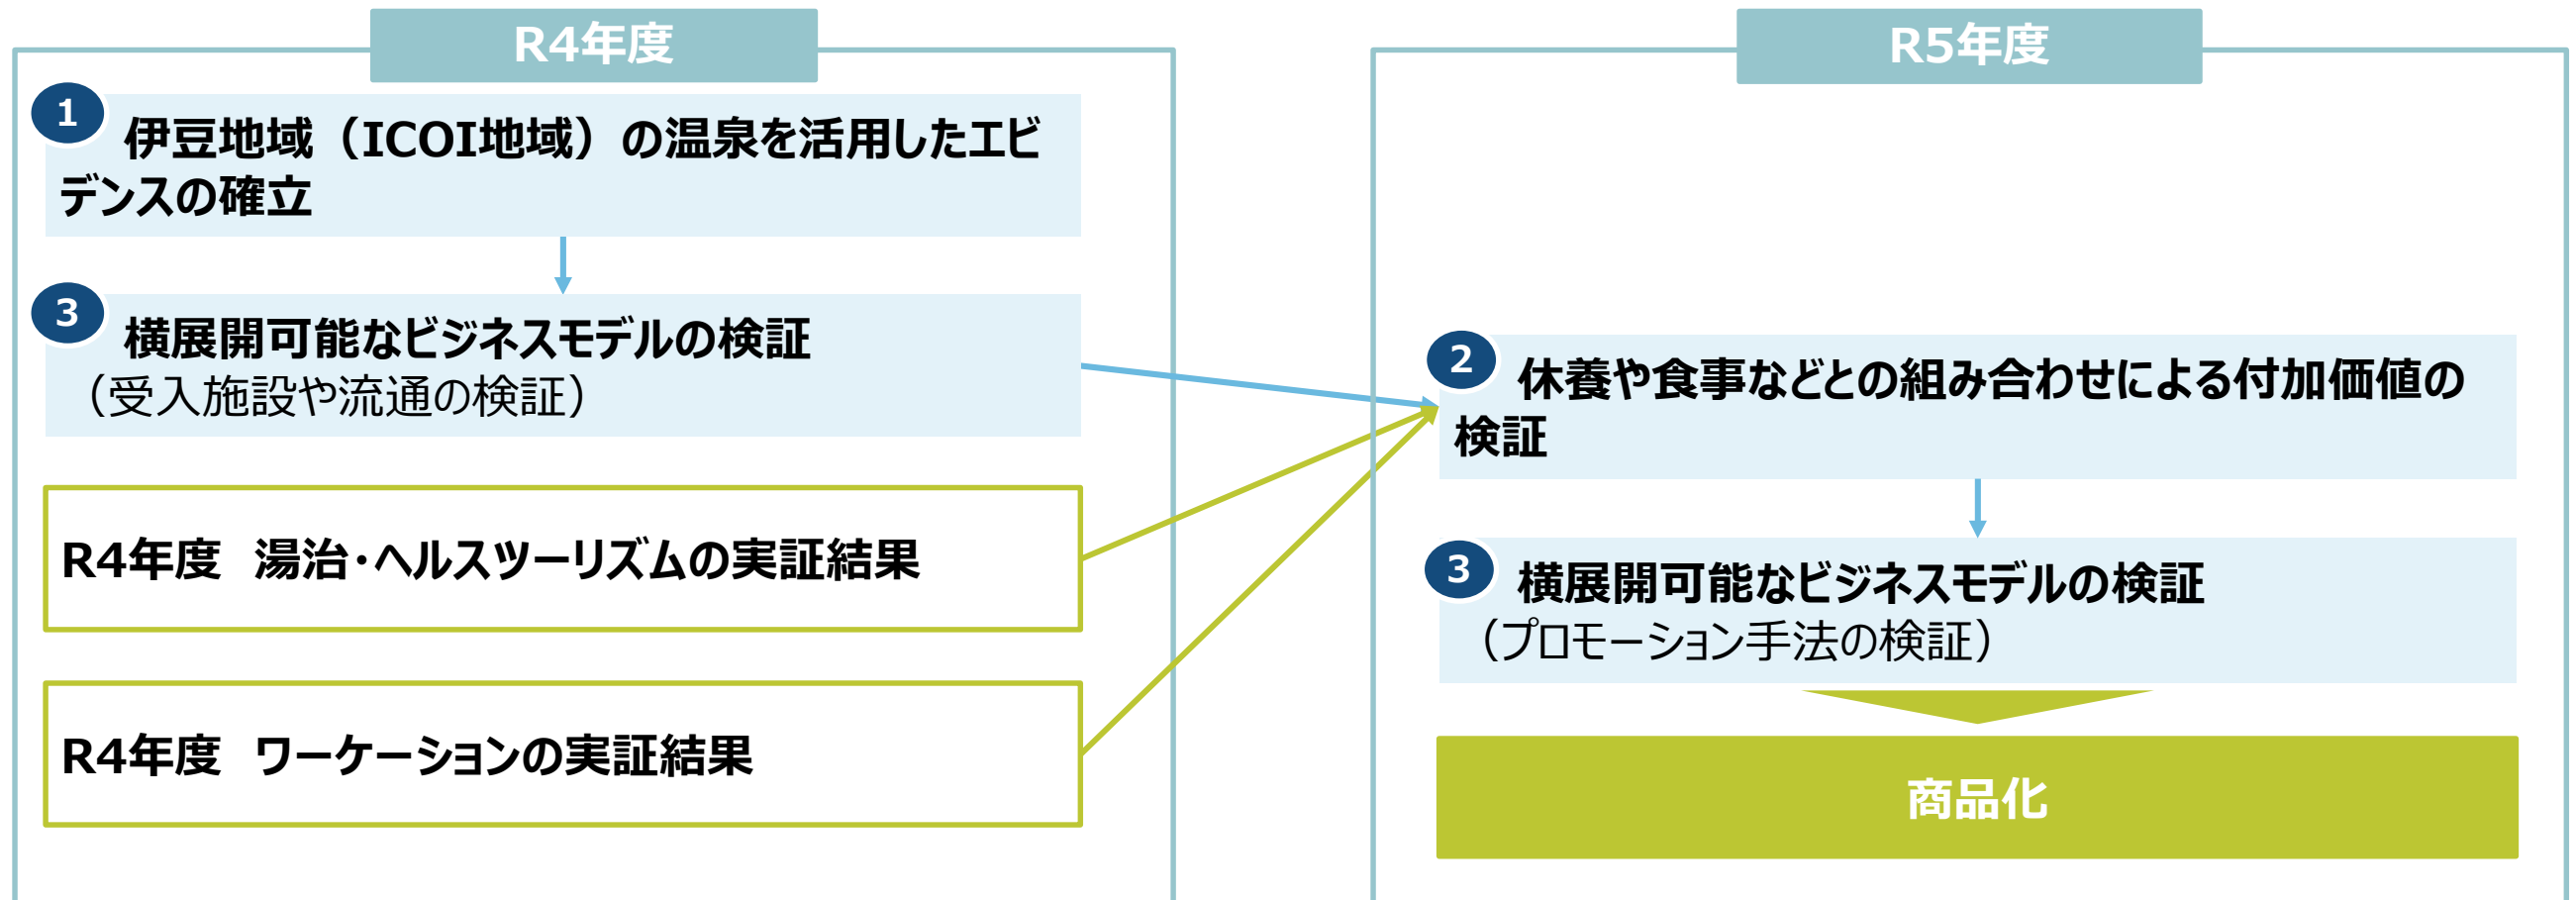 R4年度
1
伊豆地域（ICOI地域）の温泉を活用したエビ
デンスの確立
3
横展開可能なビジネスモデルの検証
（受入施設や流通の検証）
R4年度　湯治・ヘルスツーリズムの実証結果
R4年度　ワーケーションの実証結果
R5年度
2
休養や食事などとの組み合わせによる付加価値の
検証
3
横展開可能なビジネスモデルの検証
（プロモーション手法の検証）
商品化